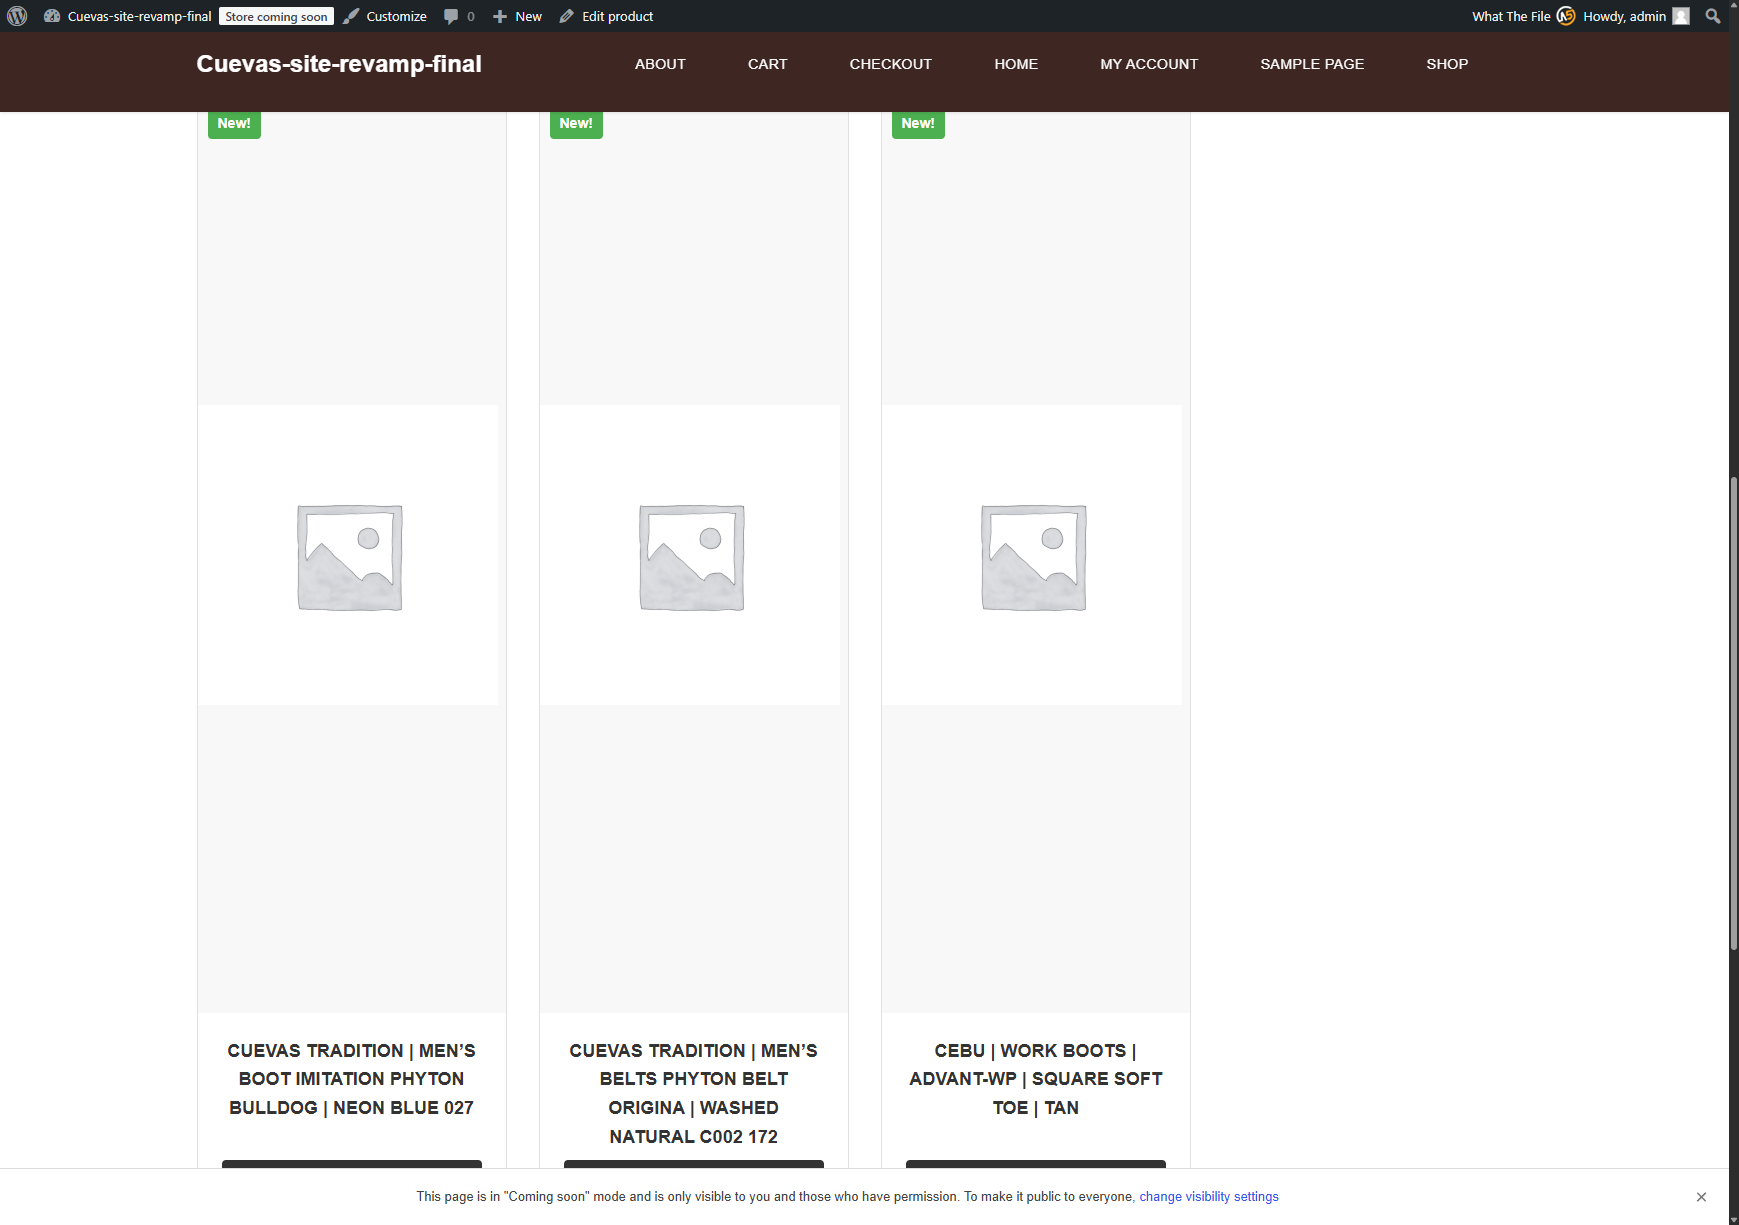 Cuevas-site-revamp-final Store coming soon Customize 0 New Edit product What The File Howdy, admin
Cuevas-site-revamp-final ABOUT CART CHECKOUT HOME MY ACCOUNT SAMPLE PAGE SHOP
New! New! New!
CUEVAS TRADITION | MEN’S
BOOT IMITATION PHYTON
BULLDOG | NEON BLUE 027
CUEVAS TRADITION | MEN’S
BELTS PHYTON BELT
ORIGINA | WASHED
NATURAL C002 172
CEBU | WORK BOOTS |
ADVANT-WP | SQUARE SOFT
TOE | TAN
This page is in "Coming soon" mode and is only visible to you and those who have permission. To make it public to everyone, change visibility settings